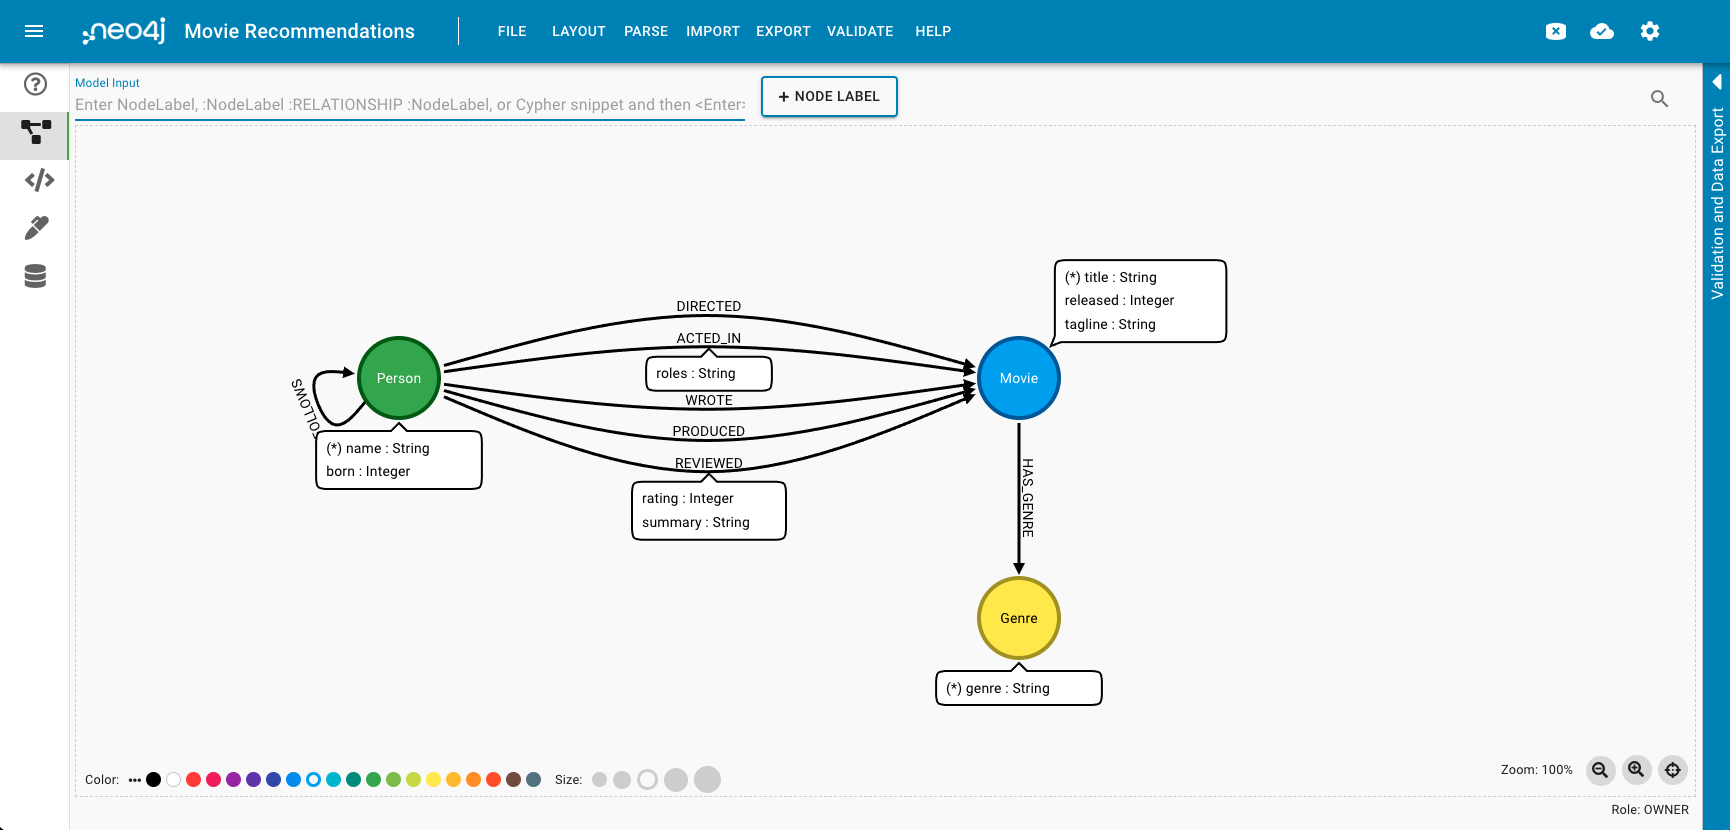 .neo4j Movie Recommendations FILE LAYOUT PARSE IMPORT EXPORT VALIDATE HELP
Model Input
Enter NodeLabel, :NodeLabel :RELATIONSHIP :NodeLabel, or Cypher snippet and then <Enter>
+ NODE LABEL
Validation and Data Export
DIRECTED
ACTED_IN
roles : String
WROTE
PRODUCED
REVIEWED
rating : Integer
summary : String
Person
FOLLOWS
(*) name : String
born : Integer
(*) title : String
released : Integer
tagline : String
Movie
HAS_GENRE
Genre
(*) genre : String
Color: Size:
Zoom: 100%
Role: OWNER